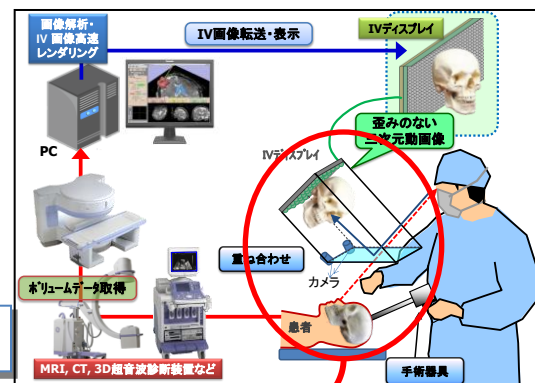 画像解析・
IV 画像高速
レンダリング
IV画像転送・表示
IVディスプレイ
PC
歪みのない
三次元動画像
IVディスプレイ
重ね合わせ
カメラ
ボリュームデータ取得
患者
MRI, CT, 3D超音波診断装置など
手術器具